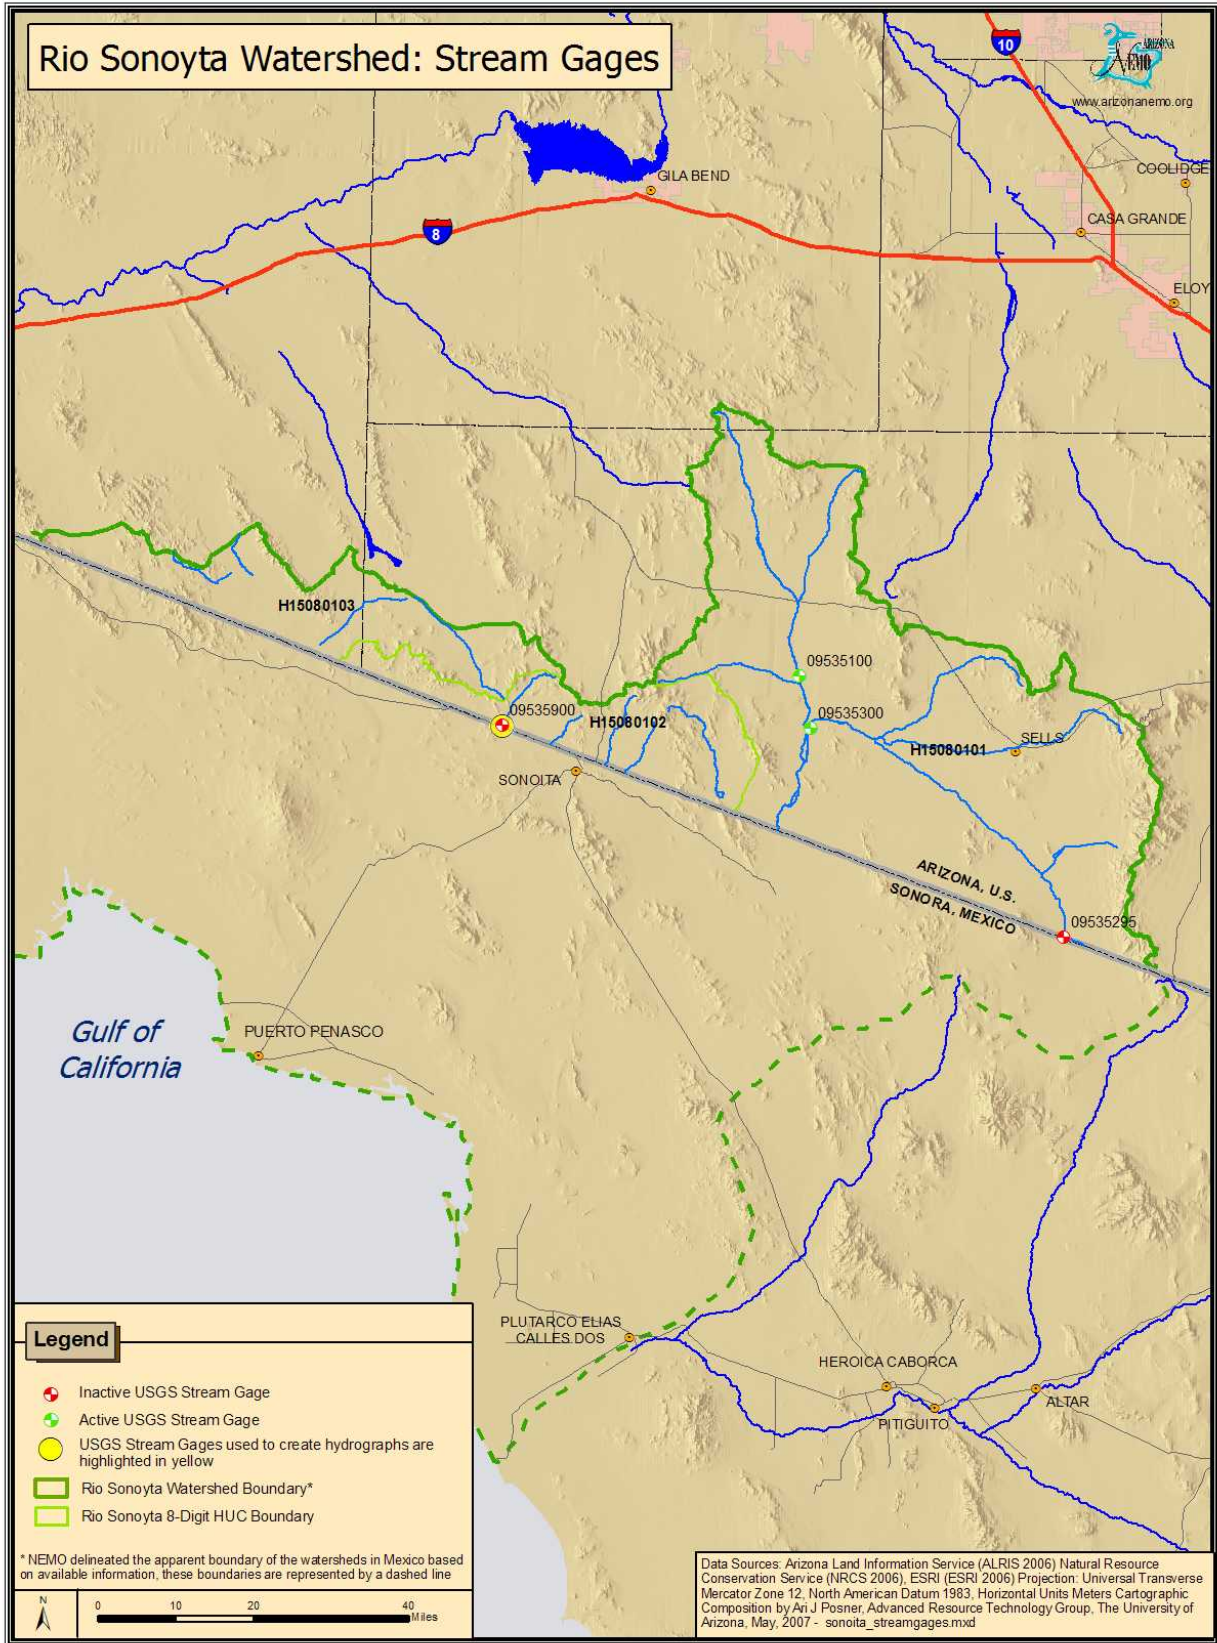 Rio Sonoyta Watershed: Stream Gages
10
ARIZONA
NEMO
www.arizonanemo.org
GILA BEND
COOLIDGE
8
CASA GRANDE
ELOY
H15080103
09535100
09535900
H15080102
09535300
H15080101
SELLS
SONOITA
ARIZONA, U.S.
SONORA, MEXICO
09535295
Gulf of
California
PUERTO PENASCO
PLUTARCO ELIAS
CALLES DOS
HEROICA CABORCA
ALTAR
PITIGUITO
Legend
Inactive USGS Stream Gage
Active USGS Stream Gage
USGS Stream Gages used to create hydrographs are
highlighted in yellow
Rio Sonoyta Watershed Boundary*
Rio Sonoyta 8-Digit HUC Boundary
* NEMO delineated the apparent boundary of the watersheds in Mexico based
on available information, these boundaries are represented by a dashed line
N
0 10 20 40
Miles
Data Sources: Arizona Land Information Service (ALRIS 2006) Natural Resource
Conservation Service (NRCS 2006), ESRI (ESRI 2006) Projection: Universal Transverse
Mercator Zone 12, North American Datum 1983, Horizontal Units Meters Cartographic
Composition by Ari J Posner, Advanced Resource Technology Group, The University of
Arizona, May, 2007 - sonoita_streamgages.mxd